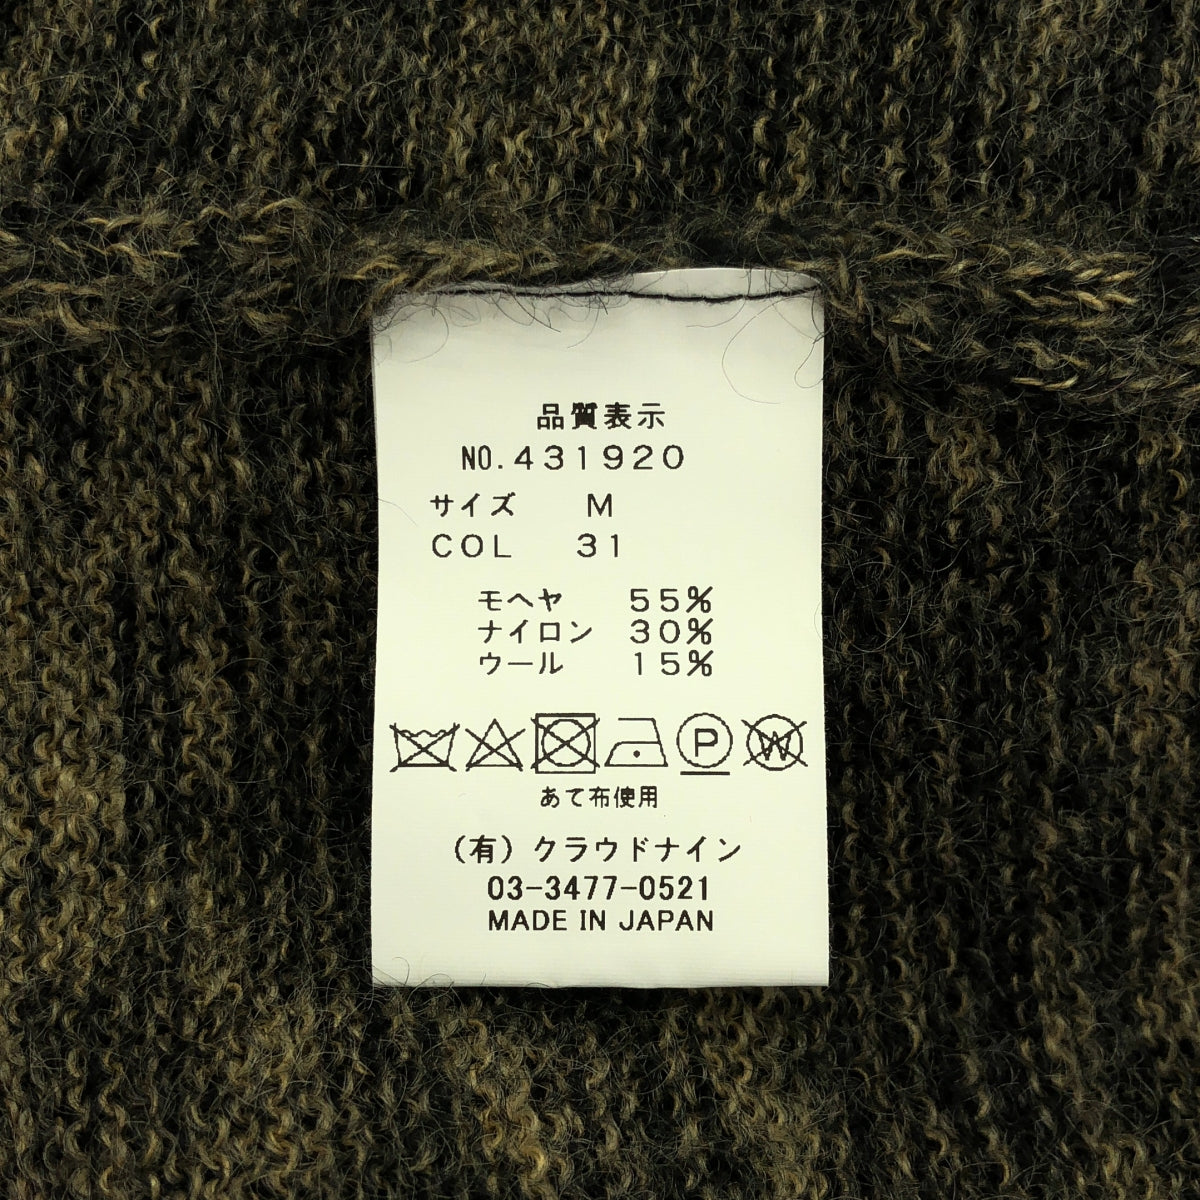 品質表示
NO.431920
サイズ M
COL 31
モヘヤ 55%
ナイロン 30%
ウール 15%
P W
あて布使用
(有)クラウドナイン
03-3477-0521
MADE IN JAPAN